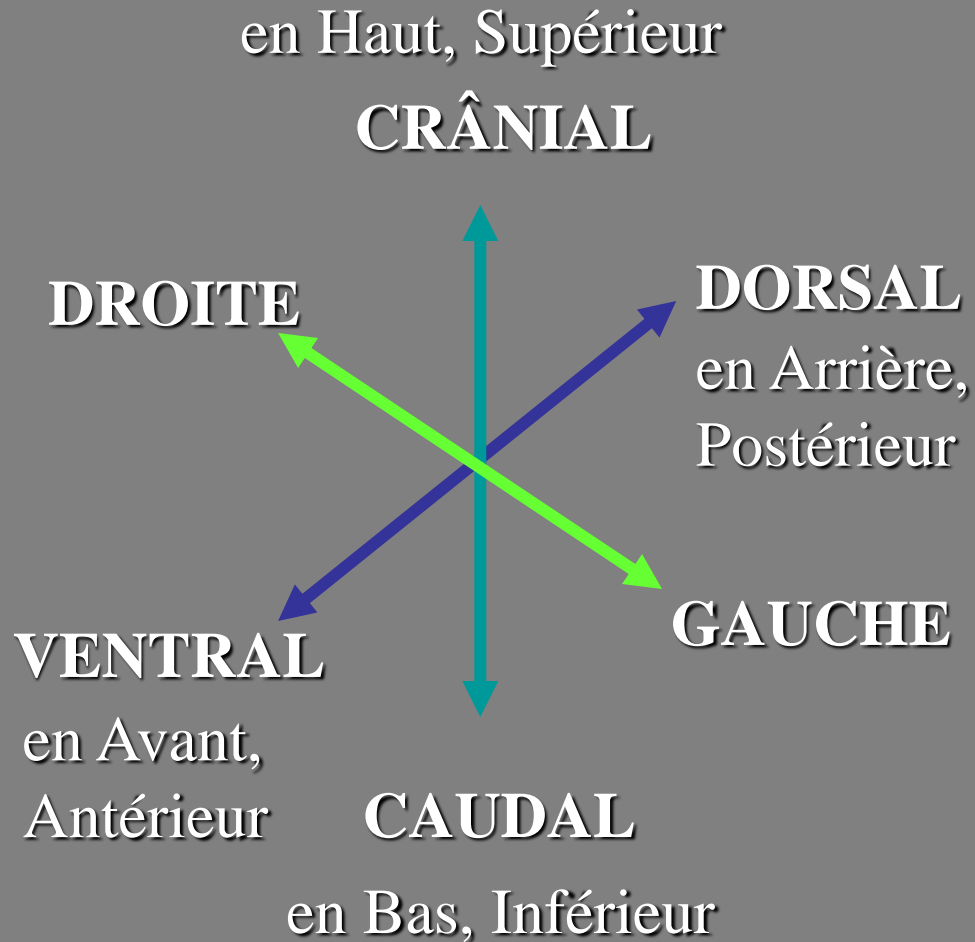 en Haut, Supérieur
CRÂNIAL
DROITE
DORSAL
en Arrière,
Postérieur
GAUCHE
VENTRAL
en Avant,
Antérieur
CAUDAL
en Bas, Inférieur